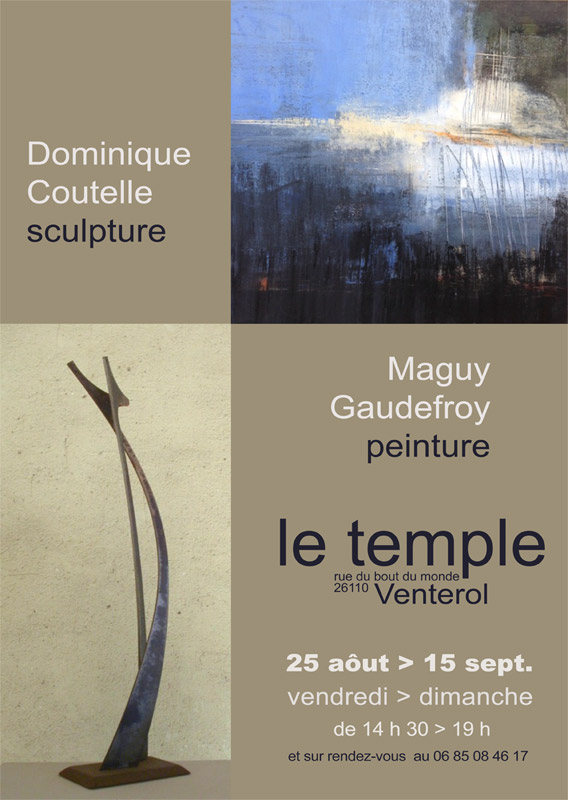 Dominique
Coutelle
sculpture
Maguy
Gaudefroy
peinture
le temple
rue du bout du monde
26110 Venterol
25 aôut > 15 sept.
vendredi > dimanche
de 14 h 30 > 19 h
et sur rendez-vous au 06 85 08 46 17